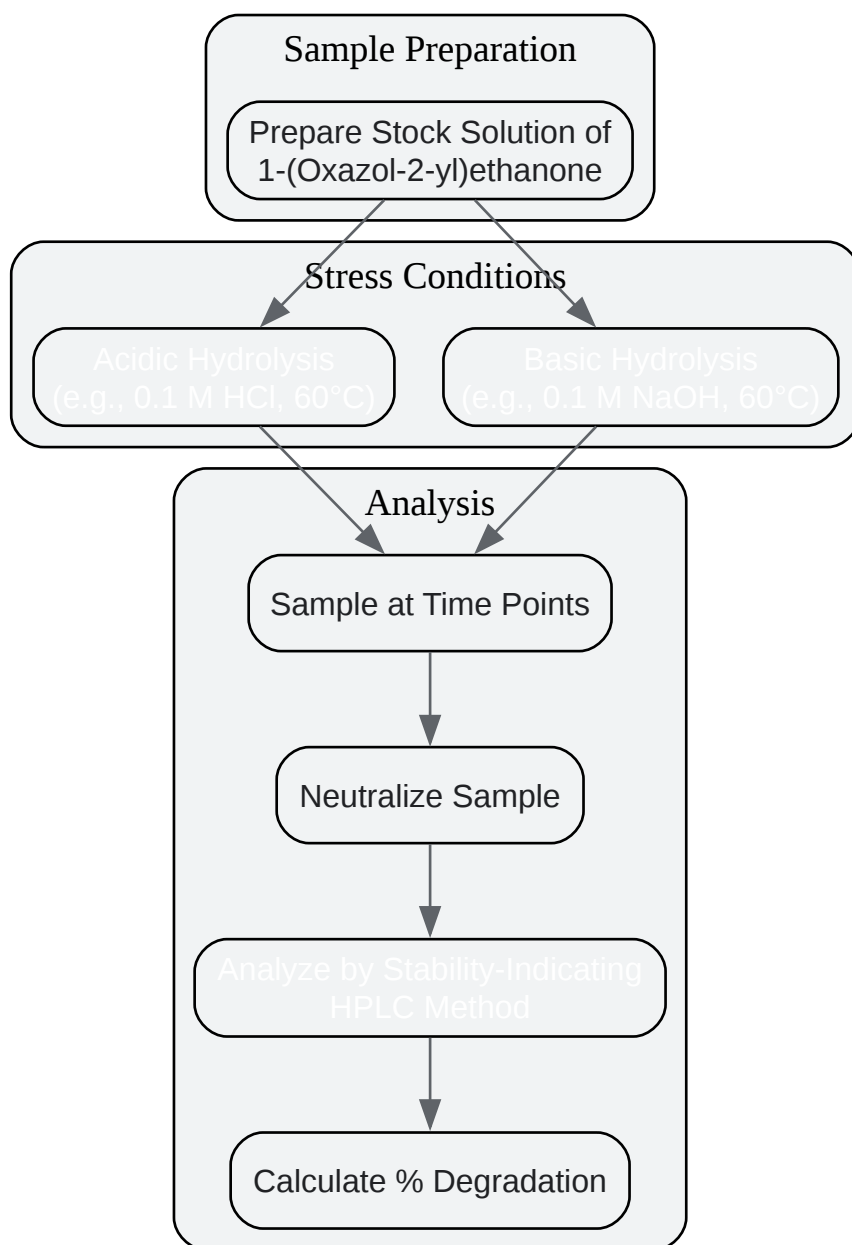 Sample Preparation
Prepare Stock Solution of
1-(Oxazol-2-yl)ethanone
Stress Conditions
Acidic Hydrolysis
(e.g., 0.1 M HCl, 60°C)
Basic Hydrolysis
(e.g., 0.1 M NaOH, 60°C)
Analysis
Sample at Time Points
Neutralize Sample
Analyze by Stability-Indicating
HPLC Method
Calculate % Degradation